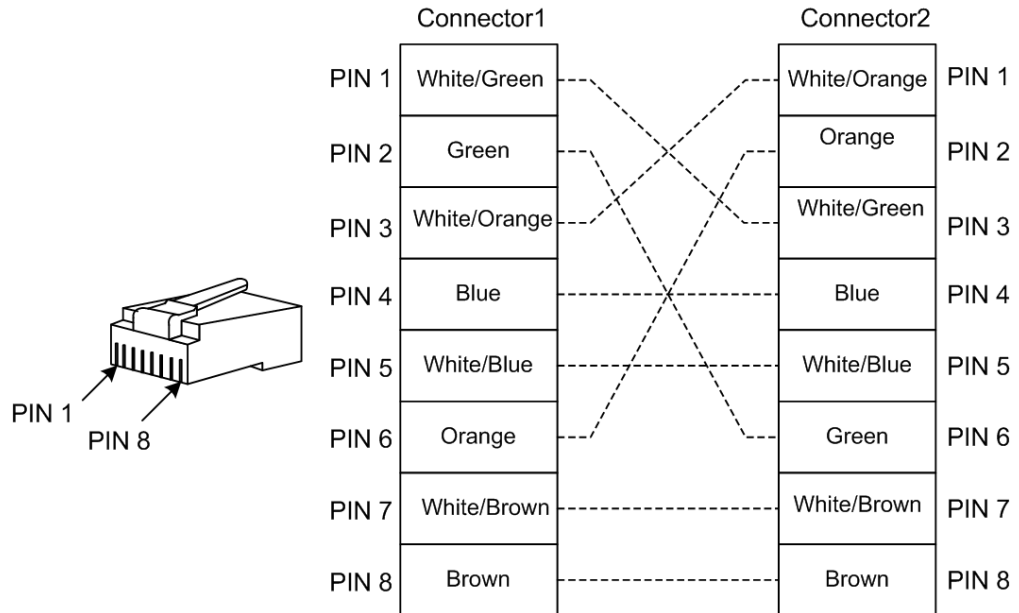 Connector1 Connector2
PIN 1 White/Green White/Orange PIN 1
PIN 2 Green Orange PIN 2
PIN 3 White/Orange White/Green PIN 3
PIN 4 Blue Blue PIN 4
PIN 5 White/Blue White/Blue PIN 5
PIN 6 Orange Green PIN 6
PIN 7 White/Brown White/Brown PIN 7
PIN 8 Brown Brown PIN 8
PIN 1
PIN 8